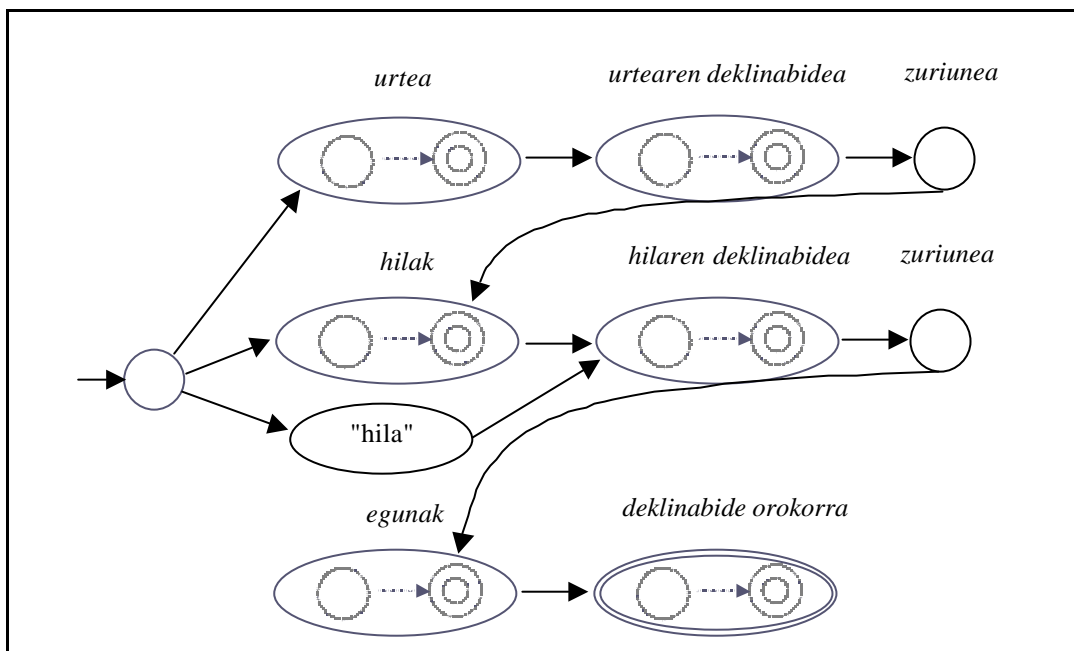 urtea
urtearen deklinabidea
zuriunea
hilak
hilaren deklinabidea
zuriunea
"hila"
egunak
deklinabide orokorra